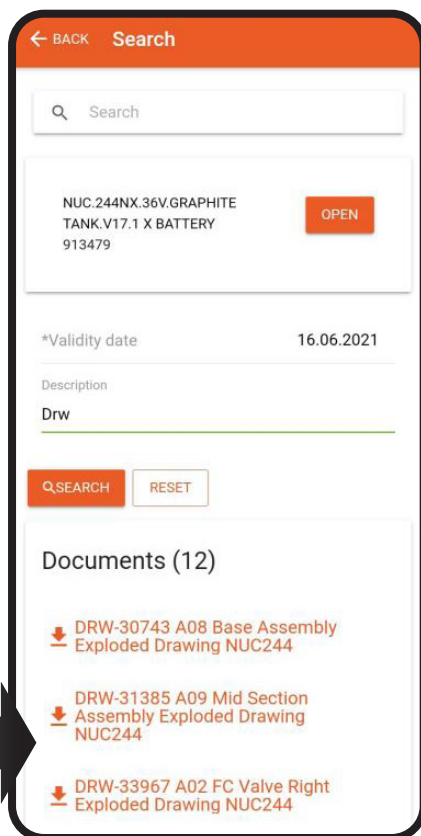 ← BACK Search
Search
NUC.244NX.36V.GRAPHITE
TANK.V17.1 X BATTERY
913479
OPEN
*Validity date 16.06.2021
Description
Drw
SEARCH RESET
Documents (12)
DRW-30743 A08 Base Assembly
Exploded Drawing NUC244
DRW-31385 A09 Mid Section
Assembly Exploded Drawing
NUC244
DRW-33967 A02 FC Valve Right
Exploded Drawing NUC244